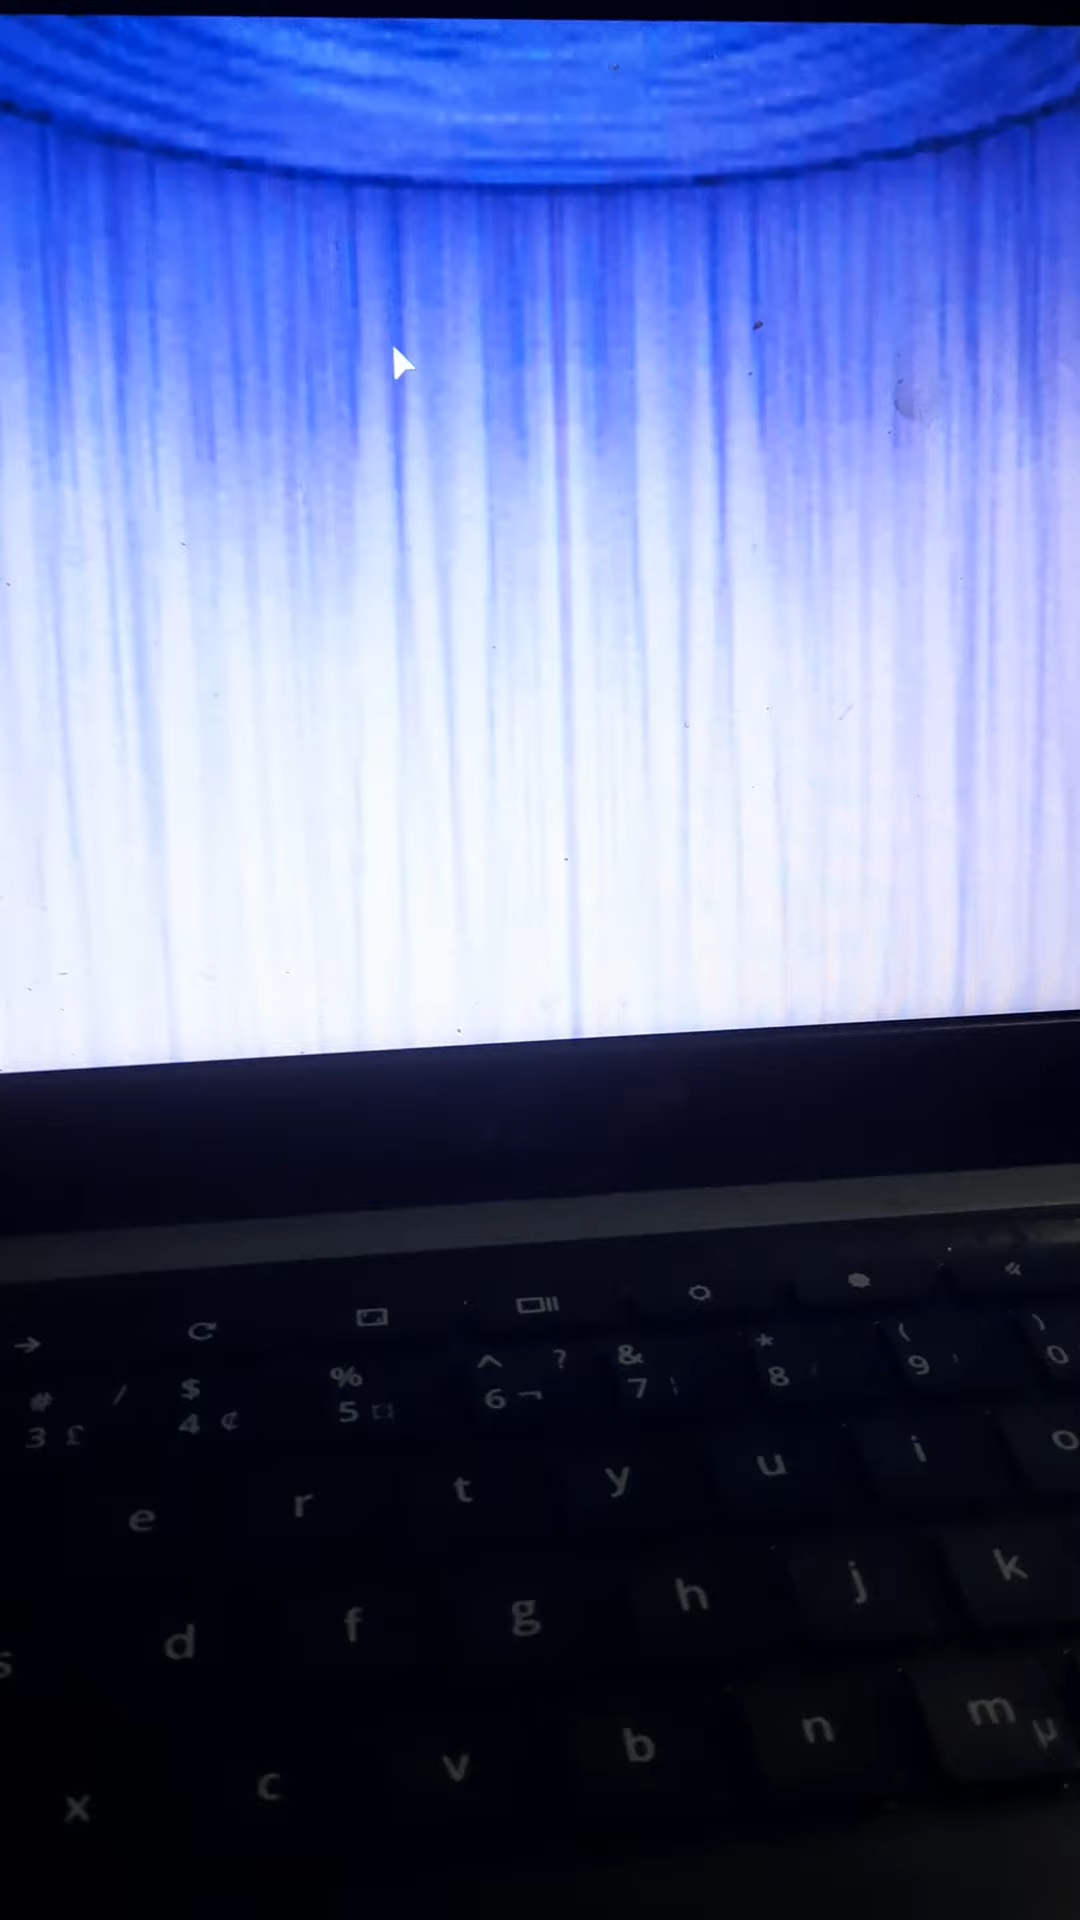 # / $ % ^ ? & * ( )
3 £ 4 ¢ 5 ¤ 6 ¬ 7 8 9 0
e r t y u i o
s d f g h j k
x c v b n m µ